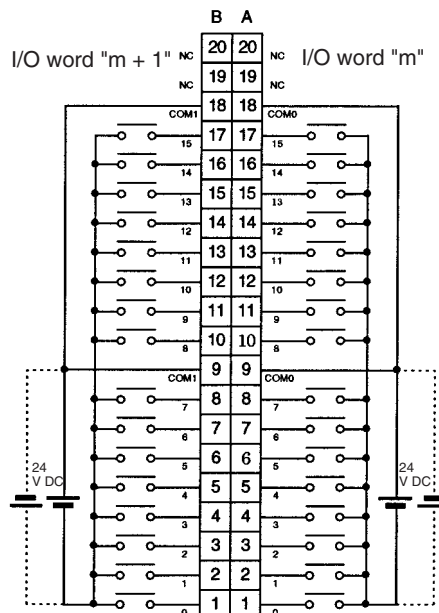 B A
I/O word "m + 1" NC 20 20 NC I/O word "m"
NC 19 19 NC
COM1 18 18 COM0
15 17 17 15
14 16 16 14
13 15 15 13
12 14 14 12
11 13 13 11
10 12 12 10
9 11 11 9
8 10 10 8
COM1 9 9 COM0
7 8 8 7
6 7 7 6
5 6 6 5
24 V DC 4 5 5 4 24 V DC
3 4 4 3
2 3 3 2
1 2 2 1
0 1 1 0